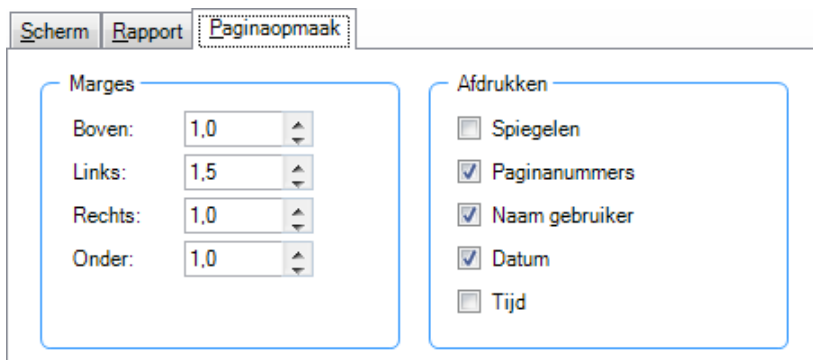 Scherm Rapport Paginaopmaak
Marges
Boven: 1,0
Links: 1,5
Rechts: 1,0
Onder: 1,0
Afdrukken
Spiegelen
Paginanummers
Naam gebruiker
Datum
Tijd